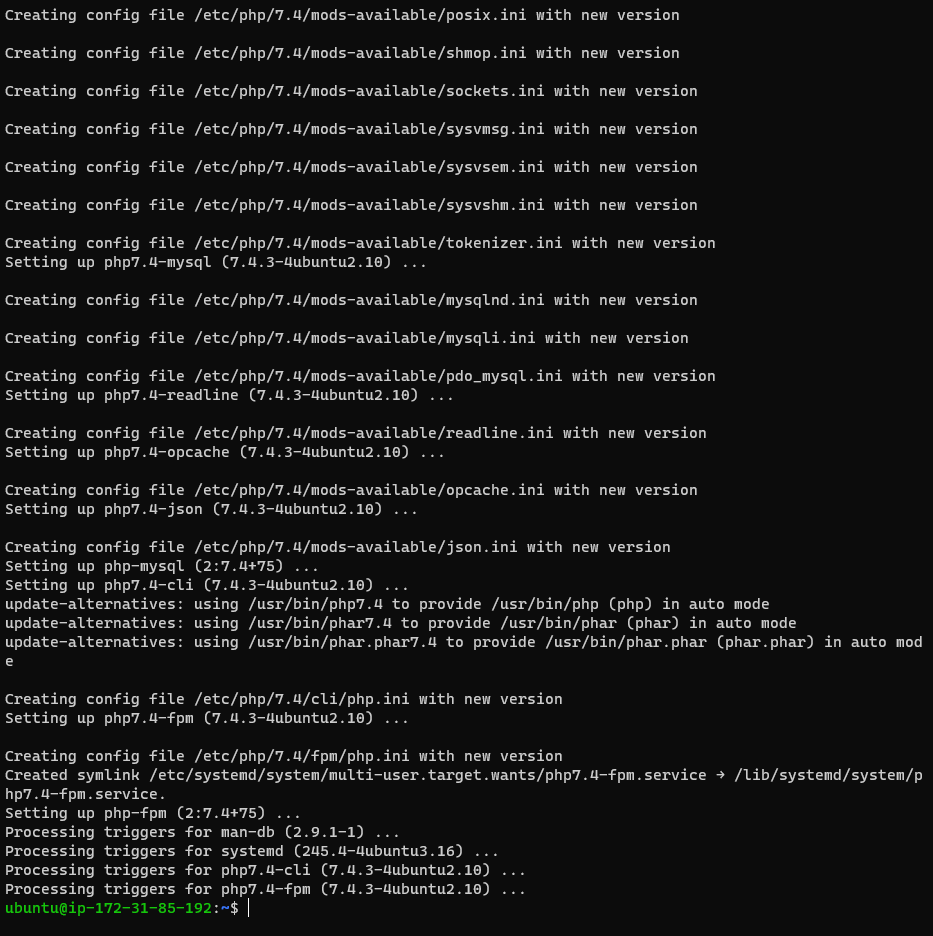 Creating config file /etc/php/7.4/mods-available/posix.ini with new version
Creating config file /etc/php/7.4/mods-available/shmop.ini with new version
Creating config file /etc/php/7.4/mods-available/sockets.ini with new version
Creating config file /etc/php/7.4/mods-available/sysvmsg.ini with new version
Creating config file /etc/php/7.4/mods-available/sysvsem.ini with new version
Creating config file /etc/php/7.4/mods-available/sysvshm.ini with new version
Creating config file /etc/php/7.4/mods-available/tokenizer.ini with new version
Setting up php7.4-mysql (7.4.3-4ubuntu2.10) ...
Creating config file /etc/php/7.4/mods-available/mysqlnd.ini with new version
Creating config file /etc/php/7.4/mods-available/mysqli.ini with new version
Creating config file /etc/php/7.4/mods-available/pdo_mysql.ini with new version
Setting up php7.4-readline (7.4.3-4ubuntu2.10) ...
Creating config file /etc/php/7.4/mods-available/readline.ini with new version
Setting up php7.4-opcache (7.4.3-4ubuntu2.10) ...
Creating config file /etc/php/7.4/mods-available/opcache.ini with new version
Setting up php7.4-json (7.4.3-4ubuntu2.10) ...
Creating config file /etc/php/7.4/mods-available/json.ini with new version
Setting up php-mysql (2:7.4+75) ...
Setting up php7.4-cli (7.4.3-4ubuntu2.10) ...
update-alternatives: using /usr/bin/php7.4 to provide /usr/bin/php (php) in auto mode
update-alternatives: using /usr/bin/phar7.4 to provide /usr/bin/phar (phar) in auto mode
update-alternatives: using /usr/bin/phar.phar7.4 to provide /usr/bin/phar.phar (phar.phar) in auto mod
e
Creating config file /etc/php/7.4/cli/php.ini with new version
Setting up php7.4-fpm (7.4.3-4ubuntu2.10) ...
Creating config file /etc/php/7.4/fpm/php.ini with new version
Created symlink /etc/systemd/system/multi-user.target.wants/php7.4-fpm.service → /lib/systemd/system/p
hp7.4-fpm.service.
Setting up php-fpm (2:7.4+75) ...
Processing triggers for man-db (2.9.1-1) ...
Processing triggers for systemd (245.4-4ubuntu3.16) ...
Processing triggers for php7.4-cli (7.4.3-4ubuntu2.10) ...
Processing triggers for php7.4-fpm (7.4.3-4ubuntu2.10) ...
ubuntu@ip-172-31-85-192:~$